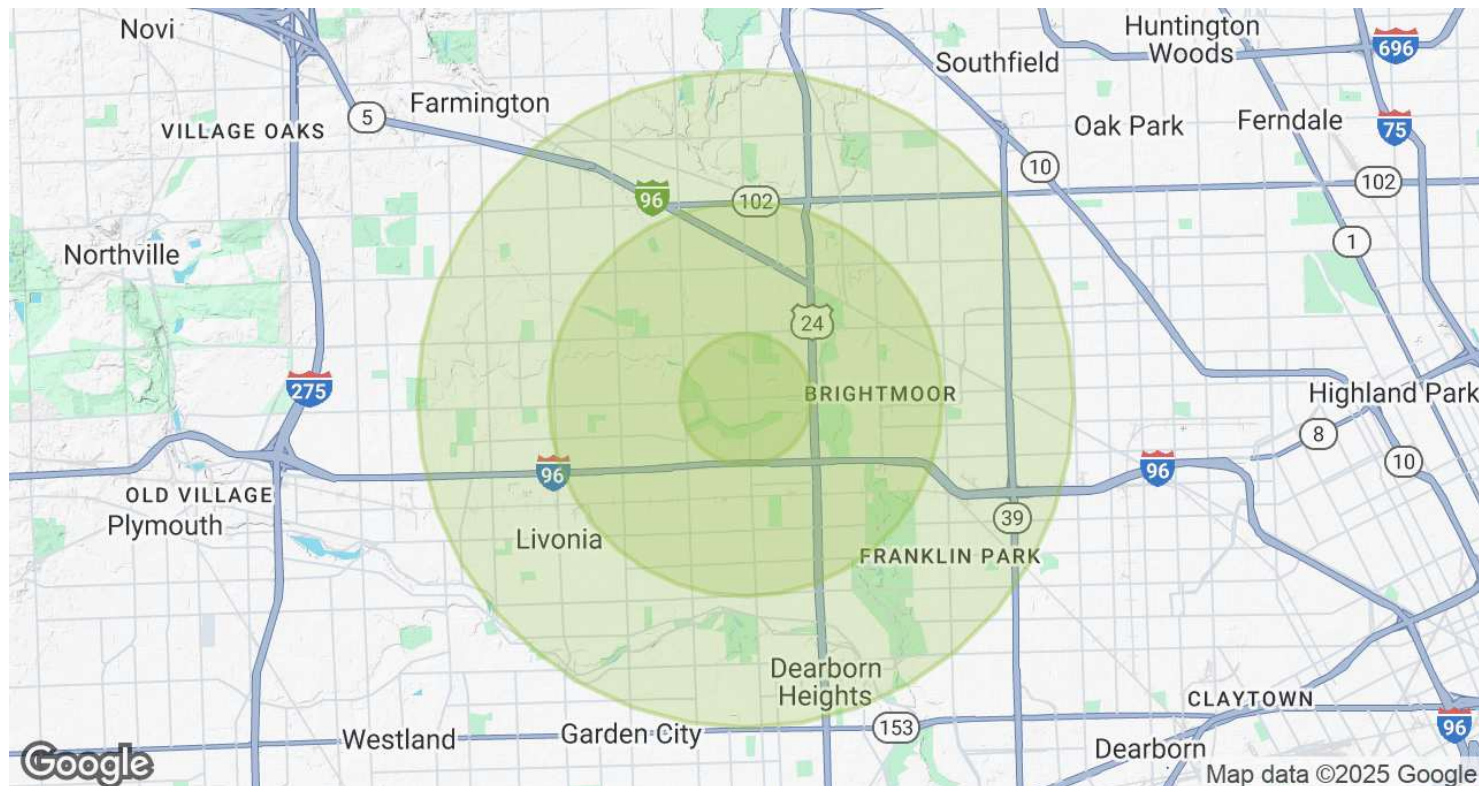 Novi
Huntington
Woods
696
Southfield
Farmington
5
VILLAGE OAKS
Oak Park
Ferndale
75
10
96
102
102
Northville
1
24
275
BRIGHTMOOR
Highland Park
8
10
96
96
OLD VILLAGE
Plymouth
39
Livonia
FRANKLIN PARK
Dearborn
Heights
CLAYTOWN
153
Garden City
Westland
96
Dearborn
Google
Map data ©2025 Google